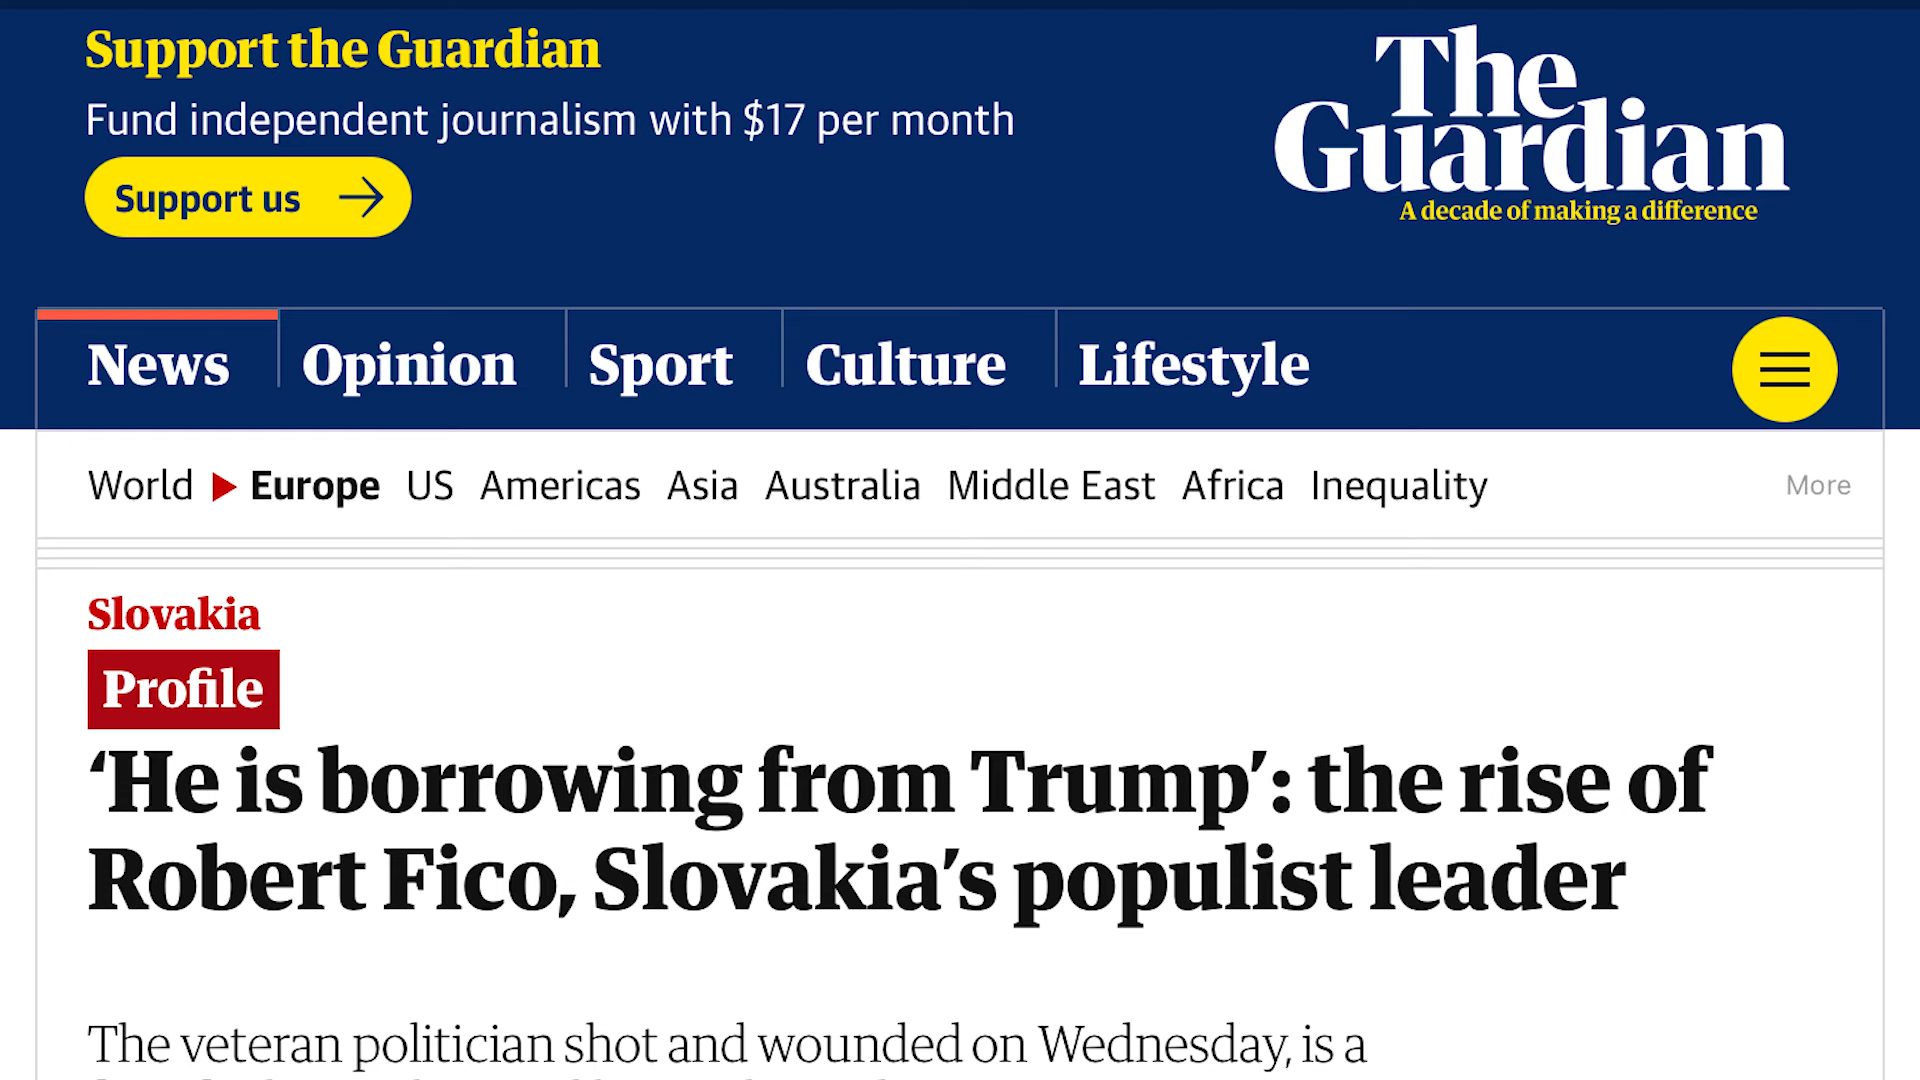 Support the Guardian
Fund independent journalism with $17 per month
Support us
The
Guardian
A decade of making a difference
News Opinion Sport Culture Lifestyle
World Europe US Americas Asia Australia Middle East Africa Inequality More
Slovakia
Profile
‘He is borrowing from Trump’: the rise of
Robert Fico, Slovakia’s populist leader
The veteran politician shot and wounded on Wednesday, is a